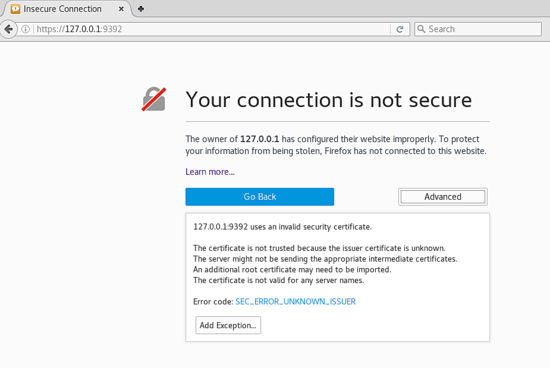 Insecure Connection
https://127.0.0.1:9392
Search
Your connection is not secure
The owner of 127.0.0.1 has configured their website improperly. To protect
your information from being stolen, Firefox has not connected to this website.
Learn more...
Go Back
Advanced
127.0.0.1:9392 uses an invalid security certificate.
The certificate is not trusted because the issuer certificate is unknown.
The server might not be sending the appropriate intermediate certificates.
An additional root certificate may need to be imported.
The certificate is not valid for any server names.
Error code: SEC_ERROR_UNKNOWN_ISSUER
Add Exception...